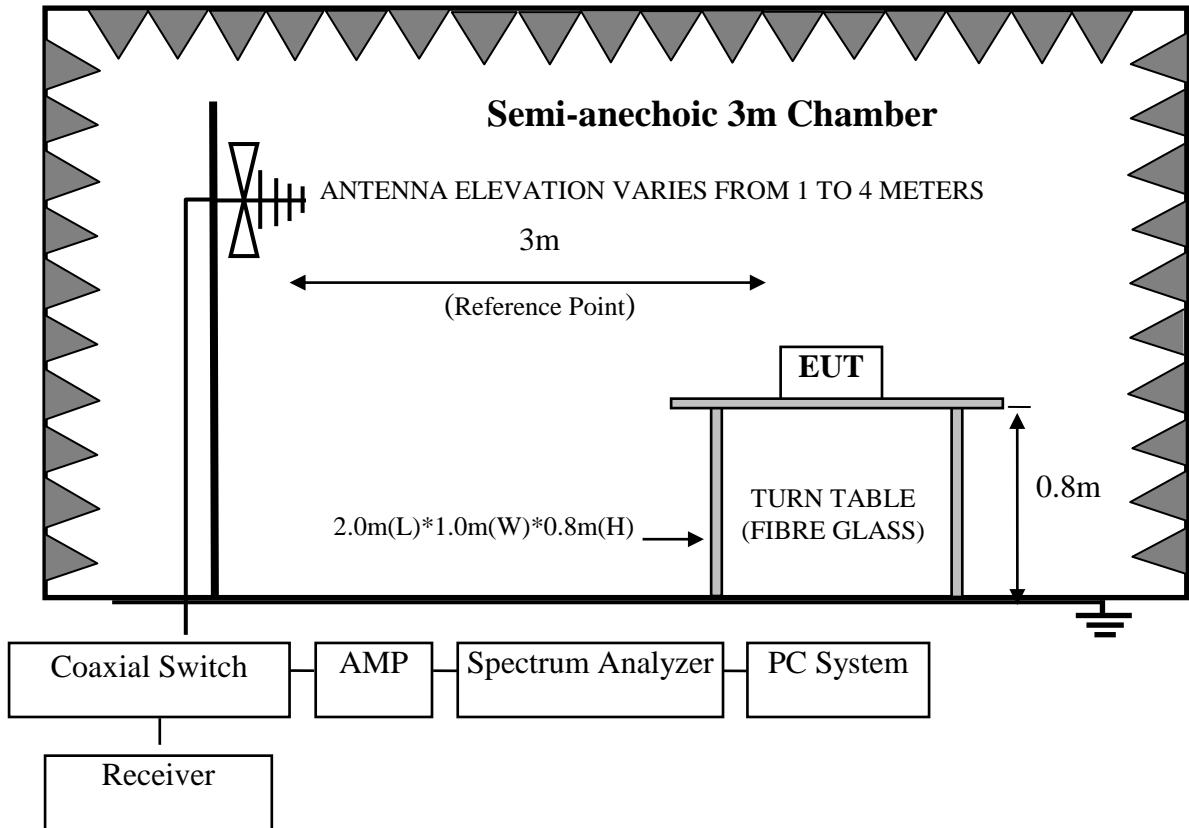 Semi-anechoic 3m Chamber
ANTENNA ELEVATION VARIES FROM 1 TO 4 METERS
3m
(Reference Point)
EUT
0.8m
TURN TABLE
(FIBRE GLASS)
2.0m(L)*1.0m(W)*0.8m(H)
Coaxial Switch
AMP
Spectrum Analyzer
PC System
Receiver